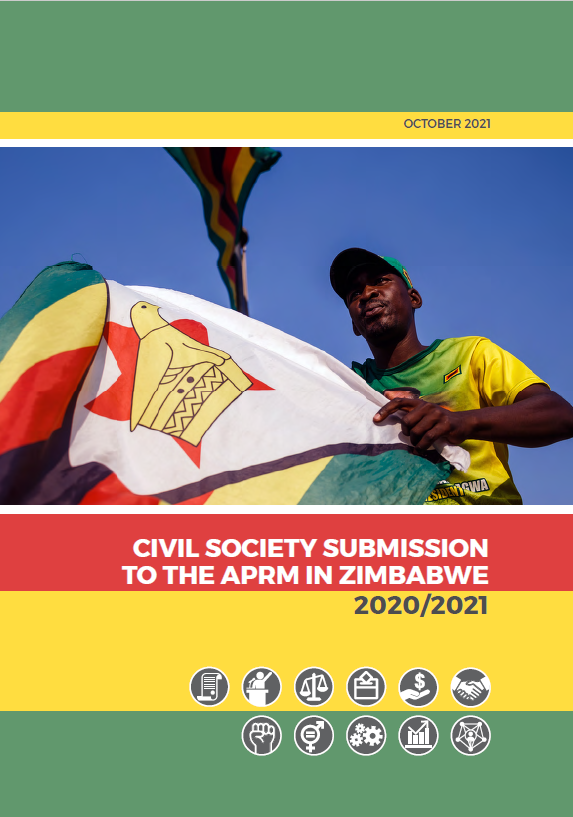 OCTOBER 2021
CIVIL SOCIETY SUBMISSION
TO THE APRM IN ZIMBABWE
2020/2021